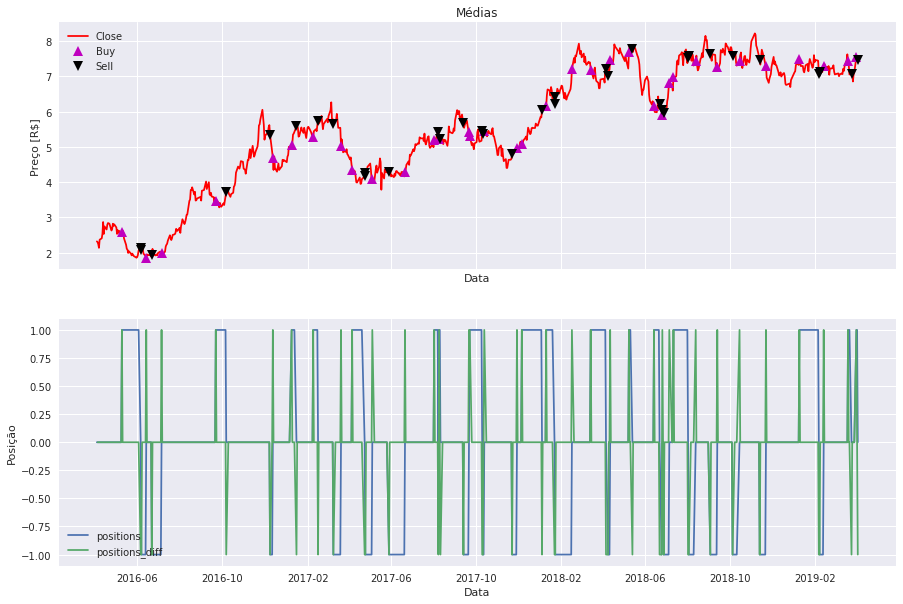 Médias
Close
Buy
Sell
8
7
6
5
4
3
2
Preço [R$]
Data
1.00
0.75
0.50
0.25
0.00
−0.25
−0.50
−0.75
−1.00
Posição
positions
positions_diff
2016-06 2016-10 2017-02 2017-06 2017-10 2018-02 2018-06 2018-10 2019-02
Data